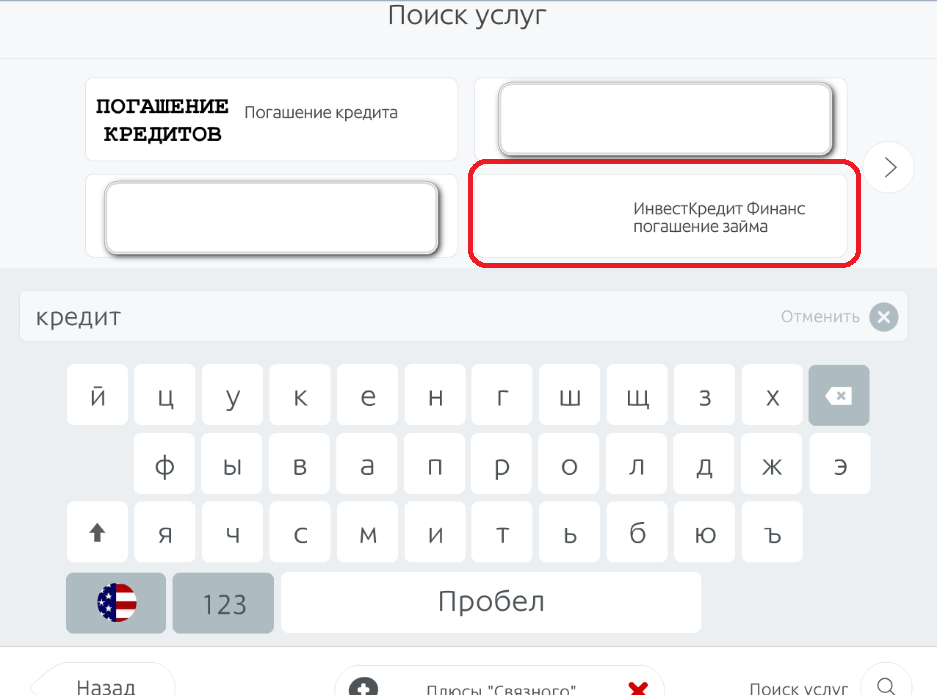 Поиск услуг
ПОГАШЕНИЕ
КРЕДИТОВ
Погашение кредита
ИнвестКредит Финанс
погашение займа
кредит
Отменить
й ц у к е н г ш щ з х
ф ы в а п р о л д ж э
я ч с м и т ь б ю ъ
123 Пробел
Назад Плюсы "Связного" Поиск услуг